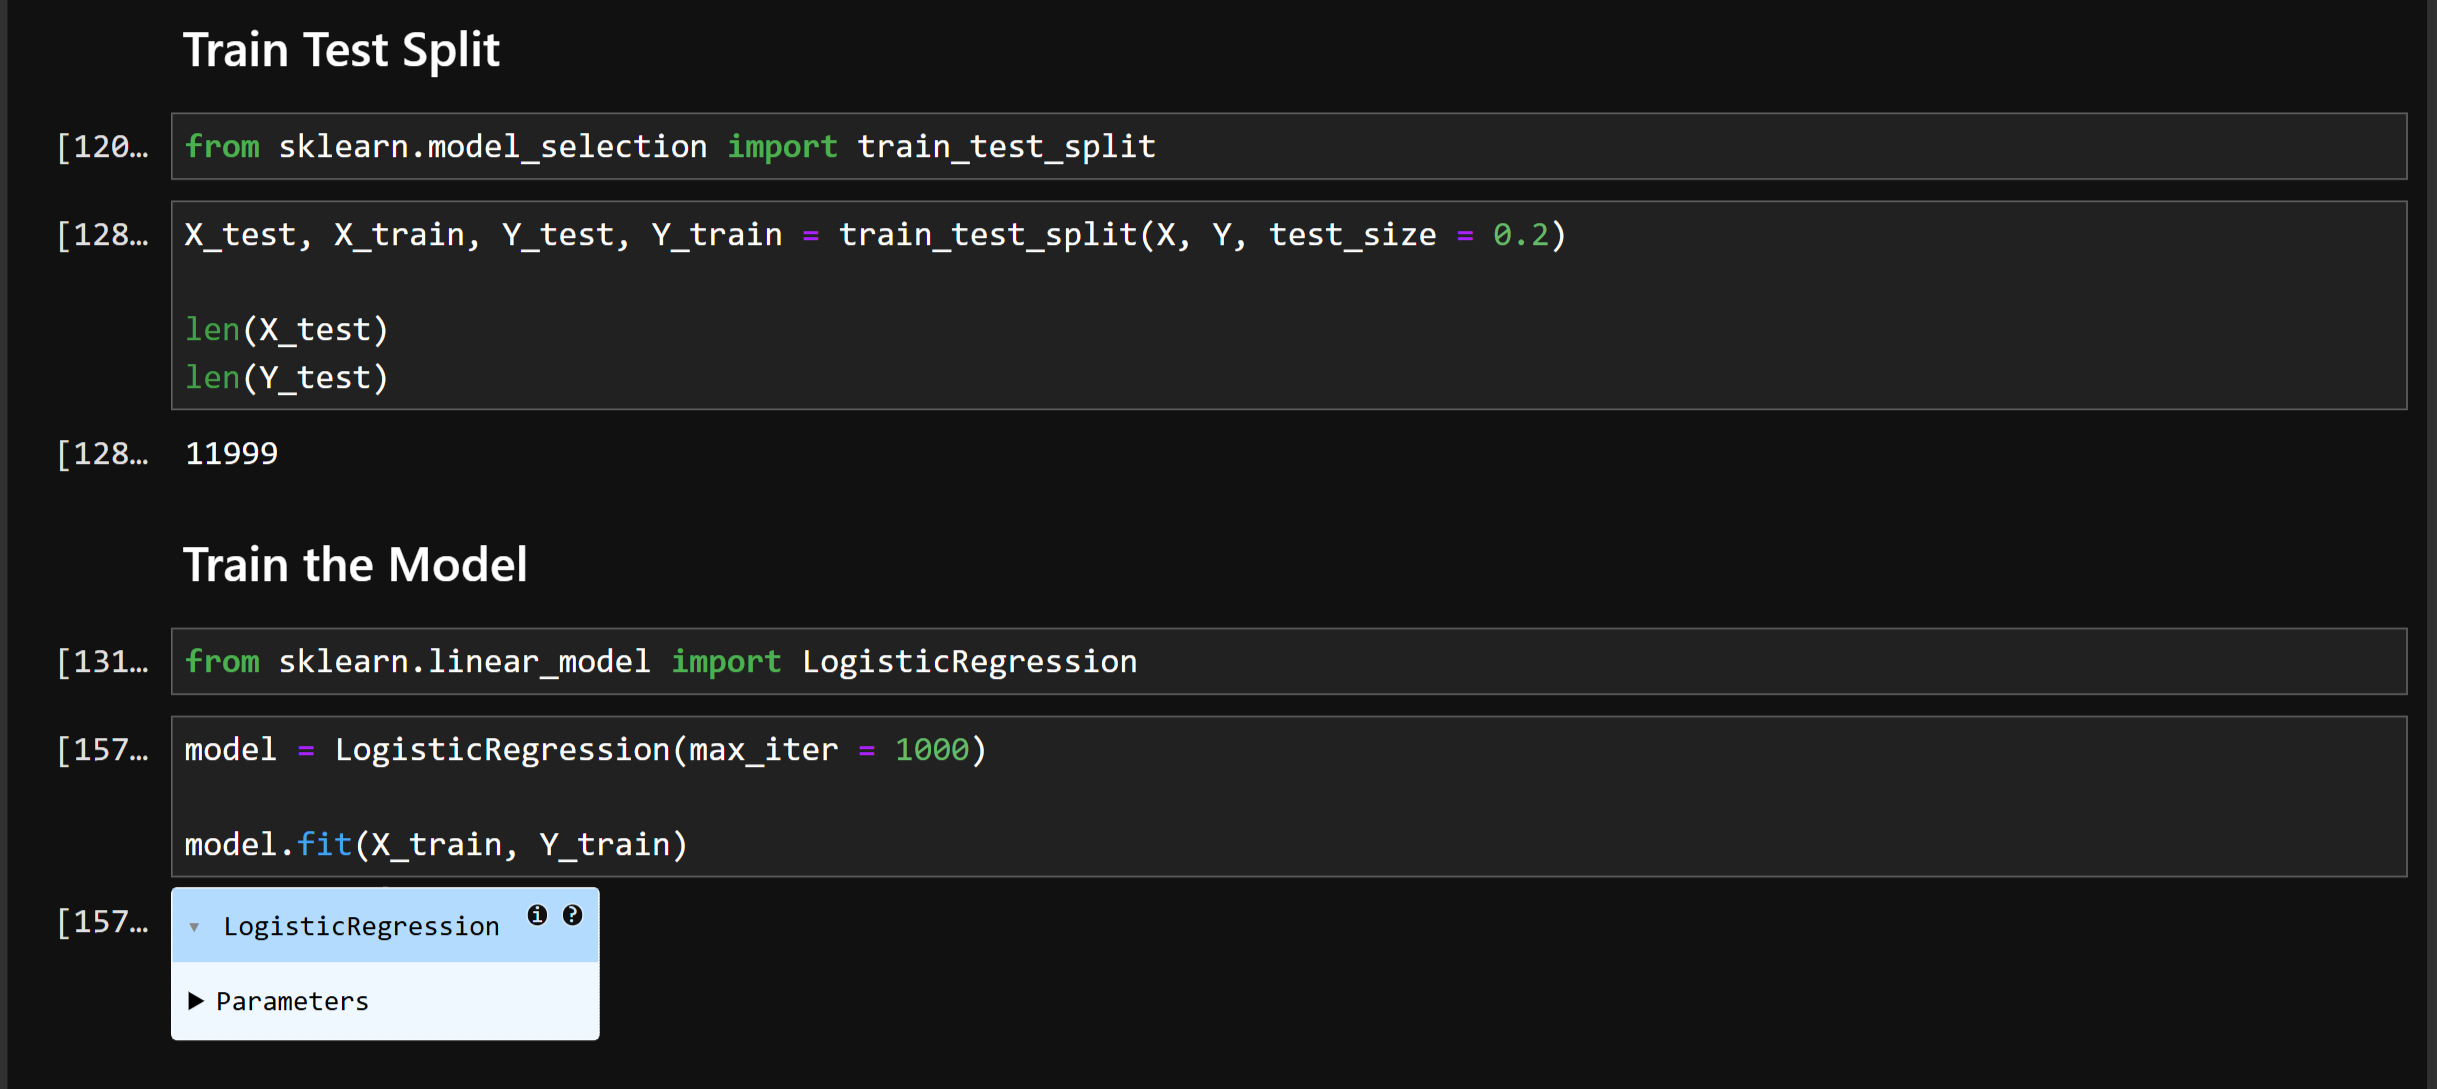 Train Test Split
[120… from sklearn.model_selection import train_test_split
[128… X_test, X_train, Y_test, Y_train = train_test_split(X, Y, test_size = 0.2)
len(X_test)
len(Y_test)
[128… 11999
Train the Model
[131… from sklearn.linear_model import LogisticRegression
[157… model = LogisticRegression(max_iter = 1000)
model.fit(X_train, Y_train)
[157… ▾ LogisticRegression i ?
▶ Parameters